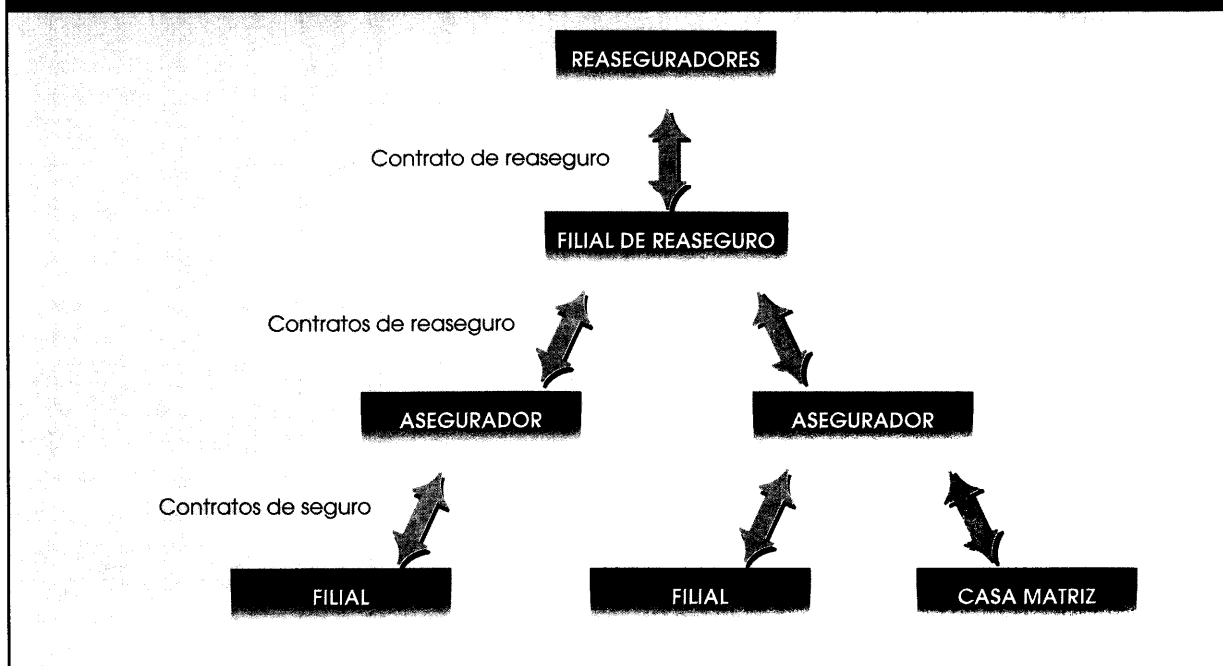 REASEGURADORES
Contrato de reaseguro
FILIAL DE REASEGURO
Contratos de reaseguro
ASEGURADOR
ASEGURADOR
Contratos de seguro
FILIAL
FILIAL
CASA MATRIZ